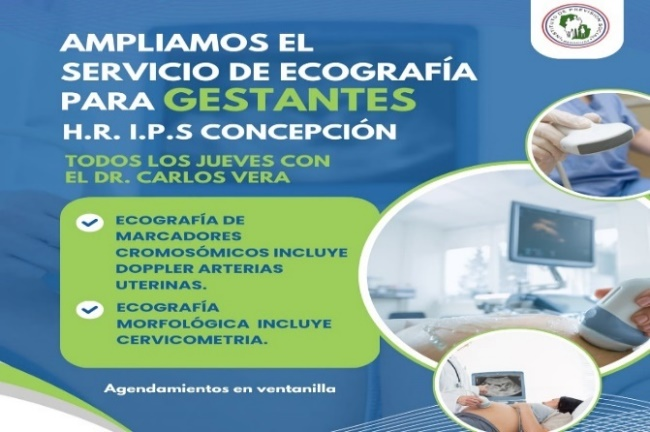 AMPLIAMOS EL
SERVICIO DE ECOGRAFÍA
PARA GESTANTES
H.R. I.P.S CONCEPCIÓN
TODOS LOS JUEVES CON
EL DR. CARLOS VERA
ECOGRAFÍA DE
MARCADORES
CROMOSÓMICOS INCLUYE
DOPPLER ARTERIAS
UTERINAS.
ECOGRAFÍA
MORFOLÓGICA INCLUYE
CERVICOMETRIA.
Agendamientos en ventanilla